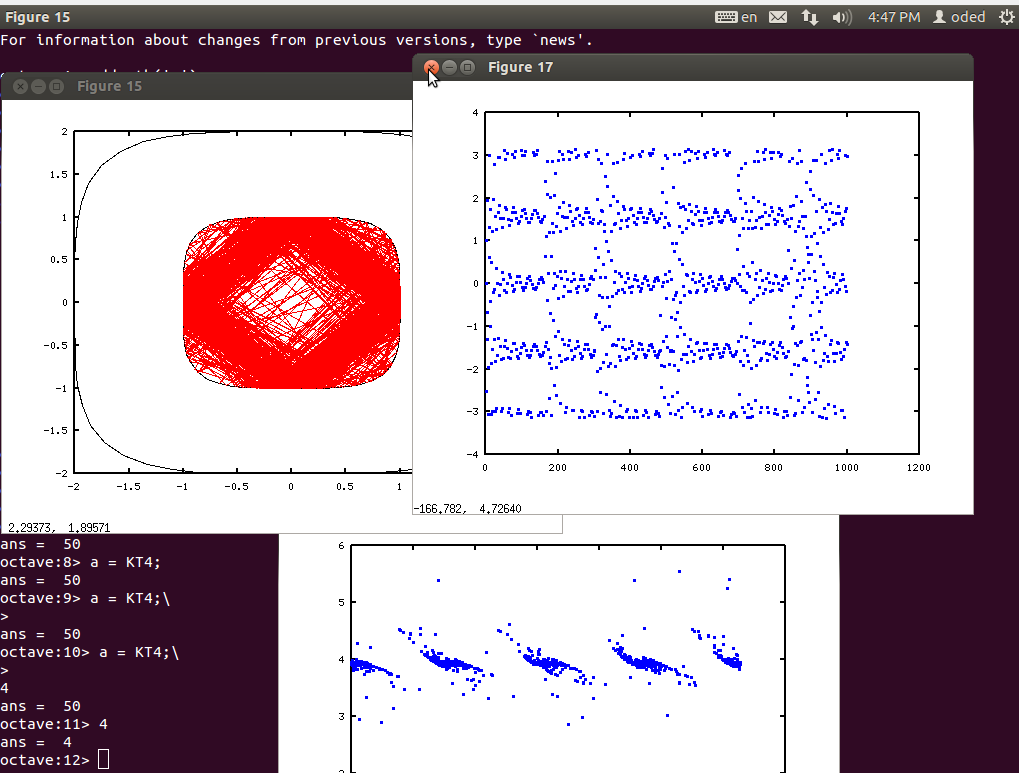 Figure 15
en 4:47 PM oded
For information about changes from previous versions, type `news'.
Figure 15
2
1.5
1
0.5
0
-0.5
-1
-1.5
-2
-2 -1.5 -1 -0.5 0 0.5 1
2.29373, 1.89571
Figure 17
4
3
2
1
0
-1
-2
-3
-4
0 200 400 600 800 1000 1200
-166.782, 4.72640
6
5
4
3
2
ans = 50
octave:8> a = KT4;
ans = 50
octave:9> a = KT4;\
>
ans = 50
octave:10> a = KT4;\
>
4
ans = 50
octave:11> 4
ans = 4
octave:12>